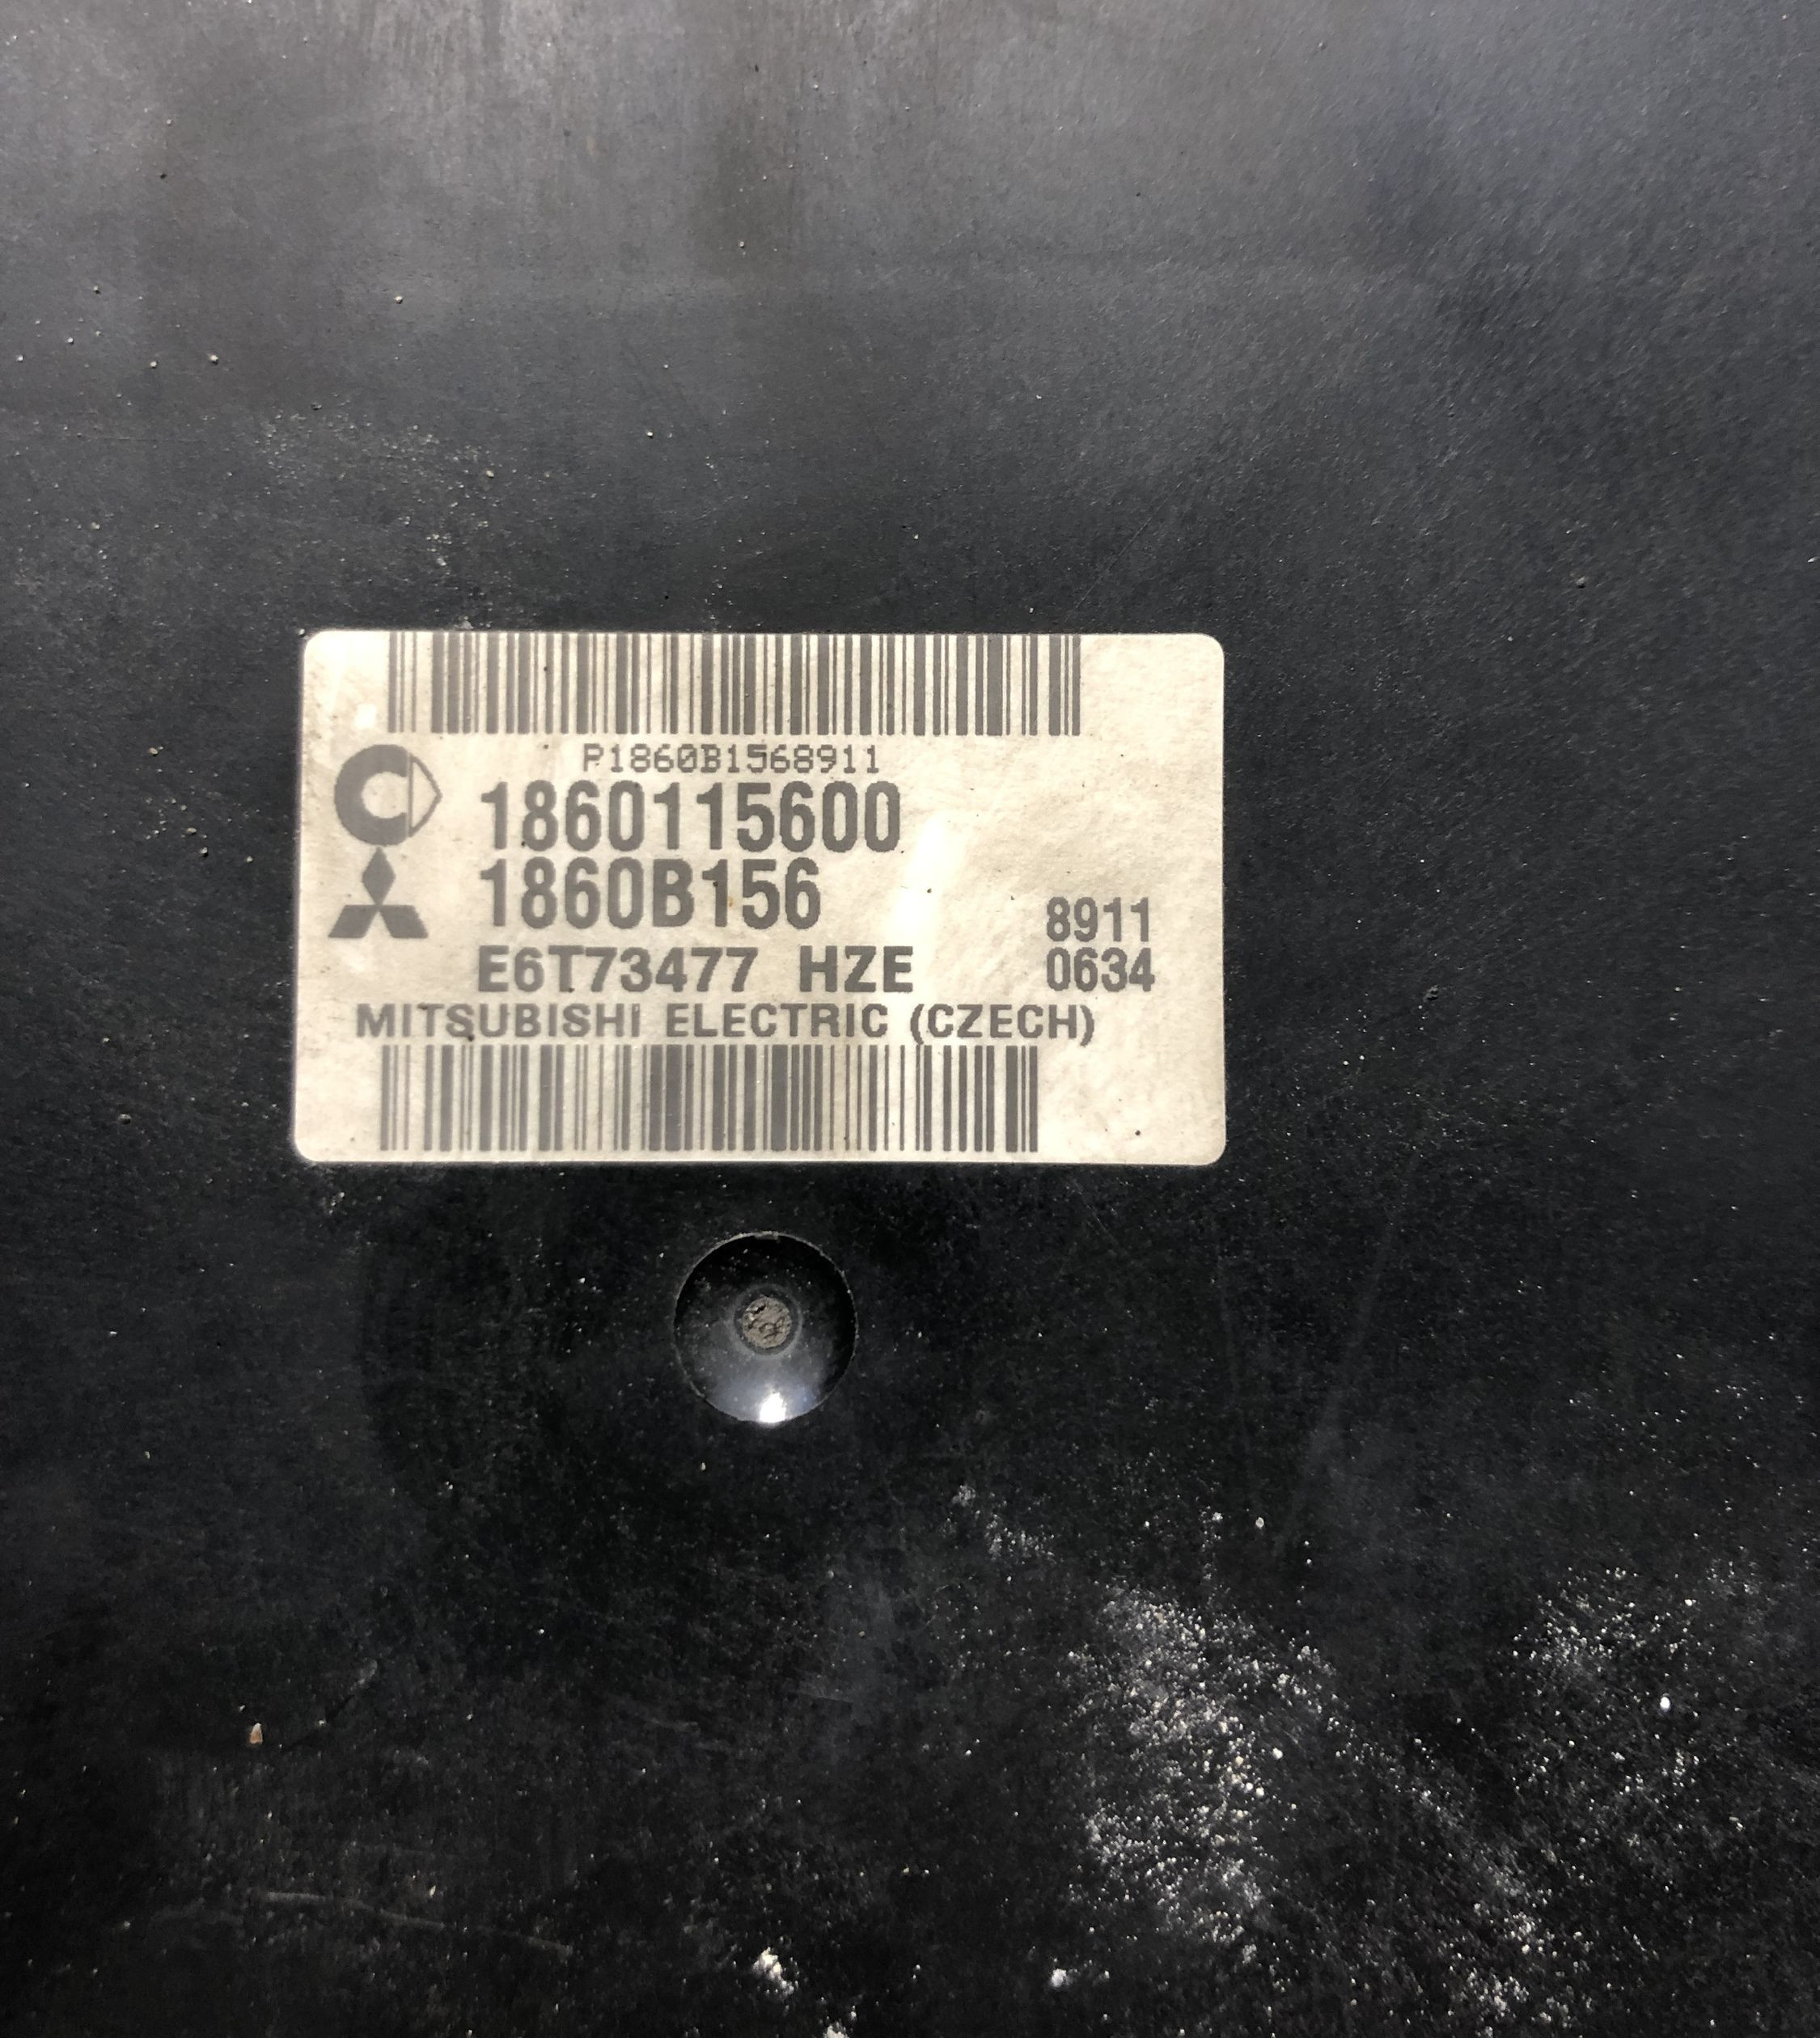 P1860B1568911
1860115600
1860B156
8911
E6T73477 HZE
0634
MITSUBISHI ELECTRIC (CZECH)